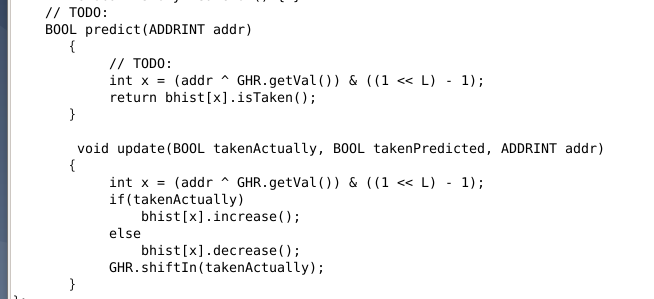 // TODO:
BOOL predict(ADDRINT addr)
{
// TODO:
int x = (addr ^ GHR.getVal()) & ((1 << L) - 1);
return bhist[x].isTaken();
}
void update(BOOL takenActually, BOOL takenPredicted, ADDRINT addr)
{
int x = (addr ^ GHR.getVal()) & ((1 << L) - 1);
if(takenActually)
bhist[x].increase();
else
bhist[x].decrease();
GHR.shiftIn(takenActually);
}